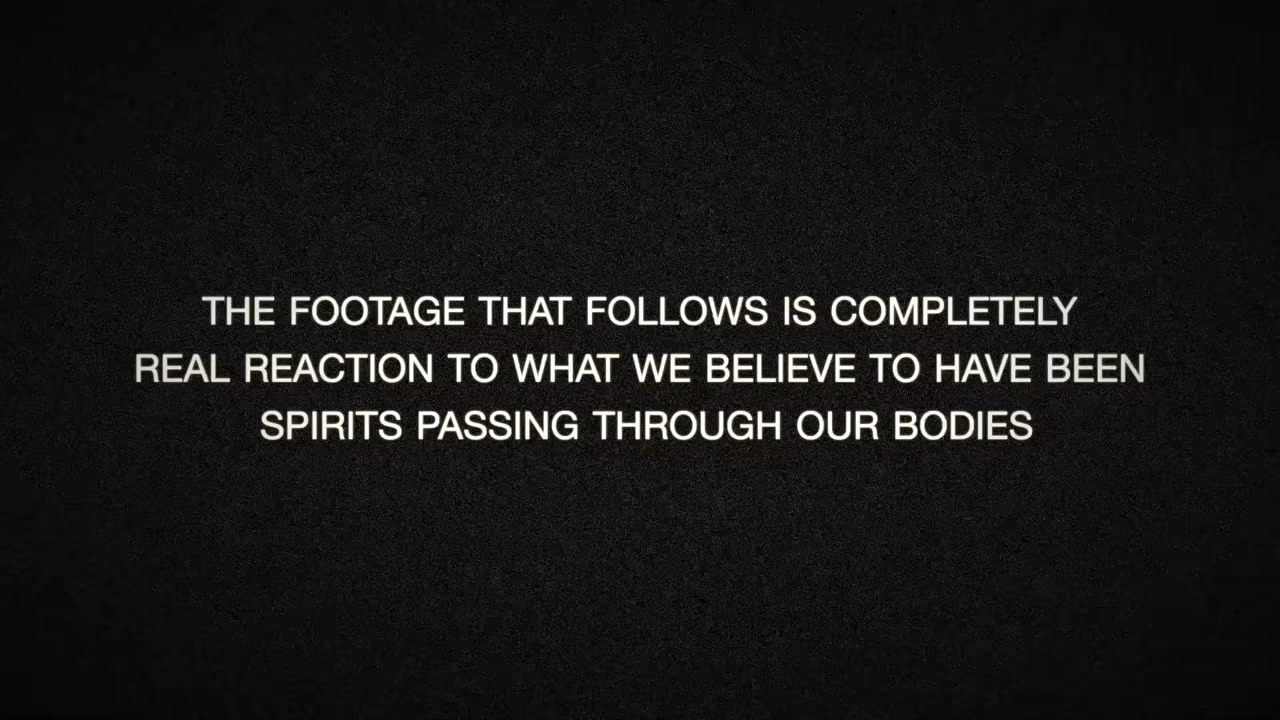 THE FOOTAGE THAT FOLLOWS IS COMPLETELY
REAL REACTION TO WHAT WE BELIEVE TO HAVE BEEN
SPIRITS PASSING THROUGH OUR BODIES